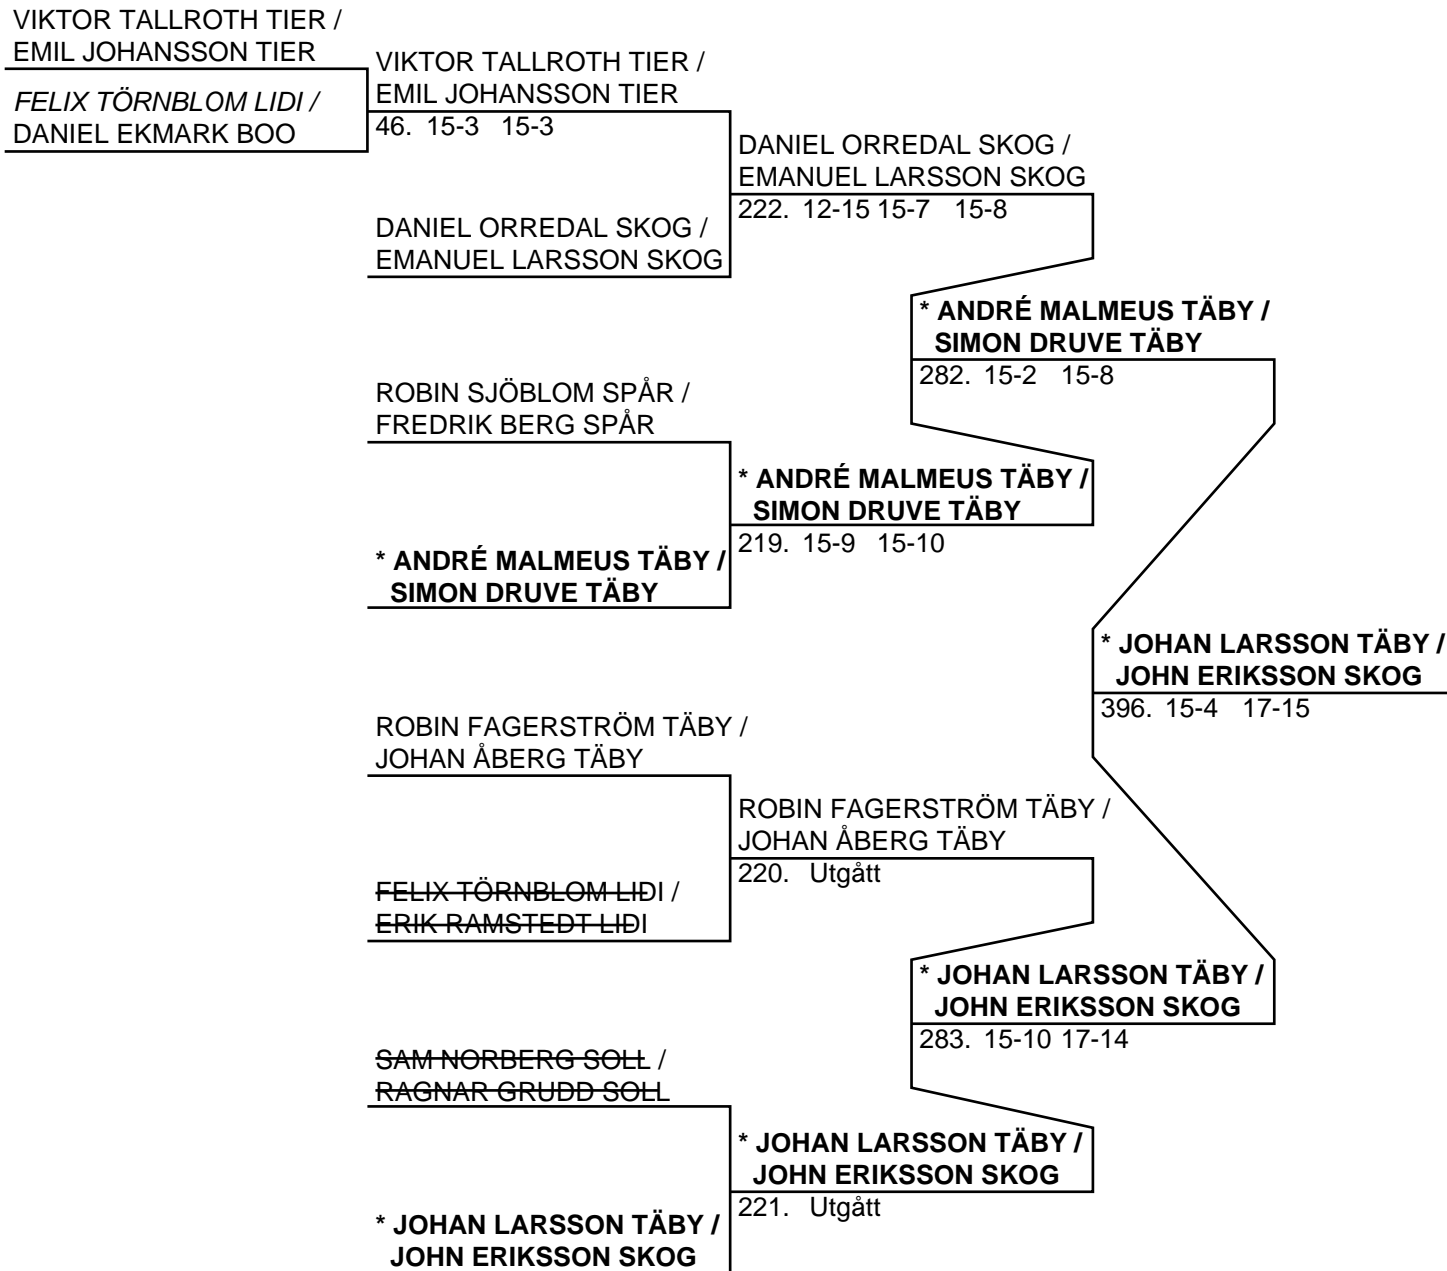 VIKTOR TALLROTH TIER /
EMIL JOHANSSON TIER
FELIX TÖRNBLOM LIDI /
DANIEL EKMARK BOO
VIKTOR TALLROTH TIER /
EMIL JOHANSSON TIER
46. 15-3 15-3
DANIEL ORREDAL SKOG /
EMANUEL LARSSON SKOG
DANIEL ORREDAL SKOG /
EMANUEL LARSSON SKOG
222. 12-15 15-7 15-8
* ANDRÉ MALMEUS TÄBY /
SIMON DRUVE TÄBY
282. 15-2 15-8
ROBIN SJÖBLOM SPÅR /
FREDRIK BERG SPÅR
* ANDRÉ MALMEUS TÄBY /
SIMON DRUVE TÄBY
219. 15-9 15-10
* ANDRÉ MALMEUS TÄBY /
SIMON DRUVE TÄBY
* JOHAN LARSSON TÄBY /
JOHN ERIKSSON SKOG
396. 15-4 17-15
ROBIN FAGERSTRÖM TÄBY /
JOHAN ÅBERG TÄBY
ROBIN FAGERSTRÖM TÄBY /
JOHAN ÅBERG TÄBY
220. Utgått
FELIX TÖRNBLOM LIDI /
ERIK RAMSTEDT LIDI
* JOHAN LARSSON TÄBY /
JOHN ERIKSSON SKOG
283. 15-10 17-14
SAM NORBERG SOLL /
RAGNAR GRUDD SOLL
* JOHAN LARSSON TÄBY /
JOHN ERIKSSON SKOG
221. Utgått
* JOHAN LARSSON TÄBY /
JOHN ERIKSSON SKOG